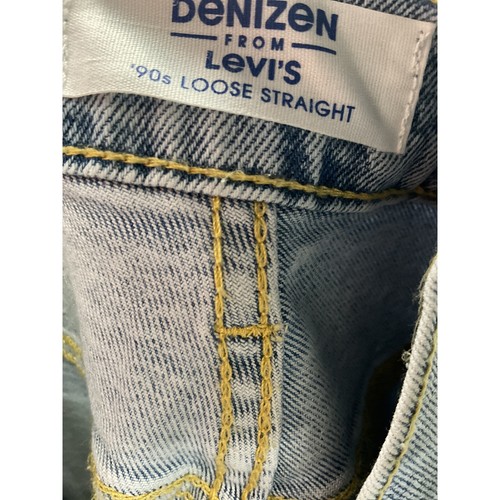 DeNiZeN
FROM
Levi's
'90s LOOSE STRAIGHT